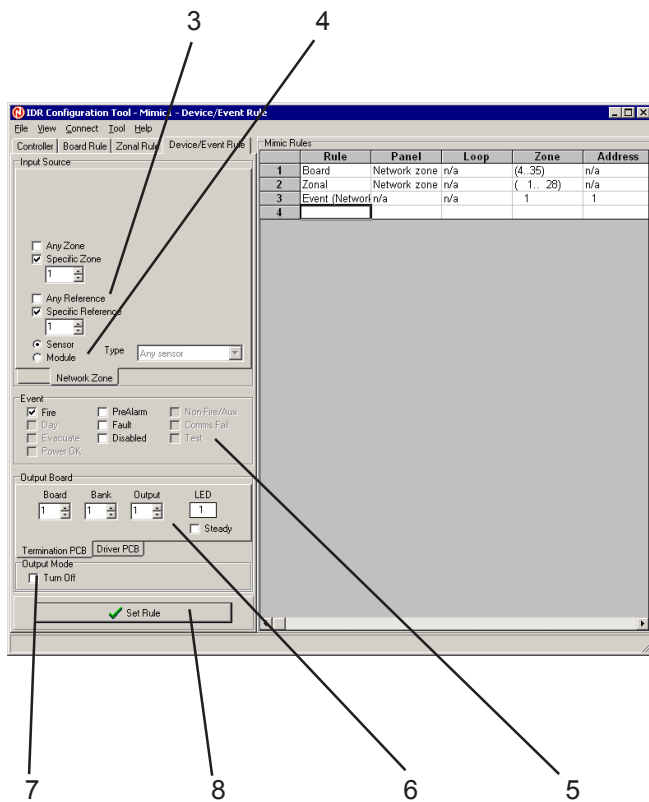 3 4
IDR Configuration Tool - Mimic1 - Device/Event Rule
File View Connect Tool Help
Controller Board Rule Zonal Rule Device/Event Rule
Input Source
Any Zone
Specific Zone
1
Any Reference
Specific Reference
1
Sensor
Module
Type Any sensor
Network Zone
Event
Fire PreAlarm Non-Fire/Aux
Day Fault Comms Fail
Evacuate Disabled Test
Power OK
Output Board
Board Bank Output LED
1 1 1 1
Steady
Termination PCB Driver PCB
Output Mode
Turn Off
Set Rule
Mimic Rules
Rule Panel Loop Zone Address
1 Board Network zone n/a (4..35) n/a
2 Zonal Network zone n/a ( 1.. 28) n/a
3 Event (Network n/a n/a 1 1
4
7 8 6 5